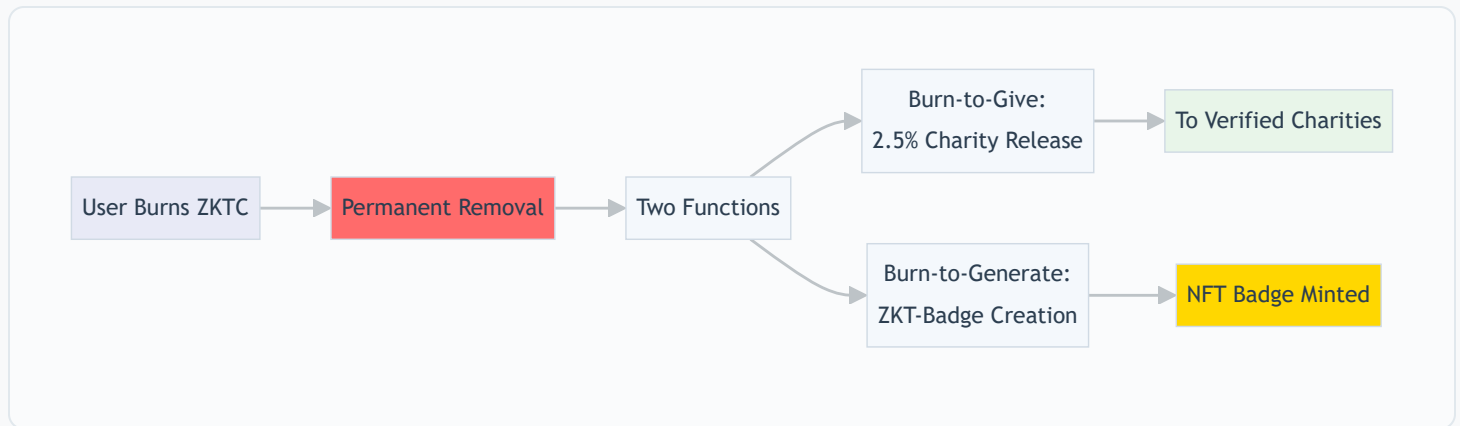 User Burns ZKTC
Permanent Removal
Two Functions
Burn-to-Give:
2.5% Charity Release
To Verified Charities
Burn-to-Generate:
ZKT-Badge Creation
NFT Badge Minted